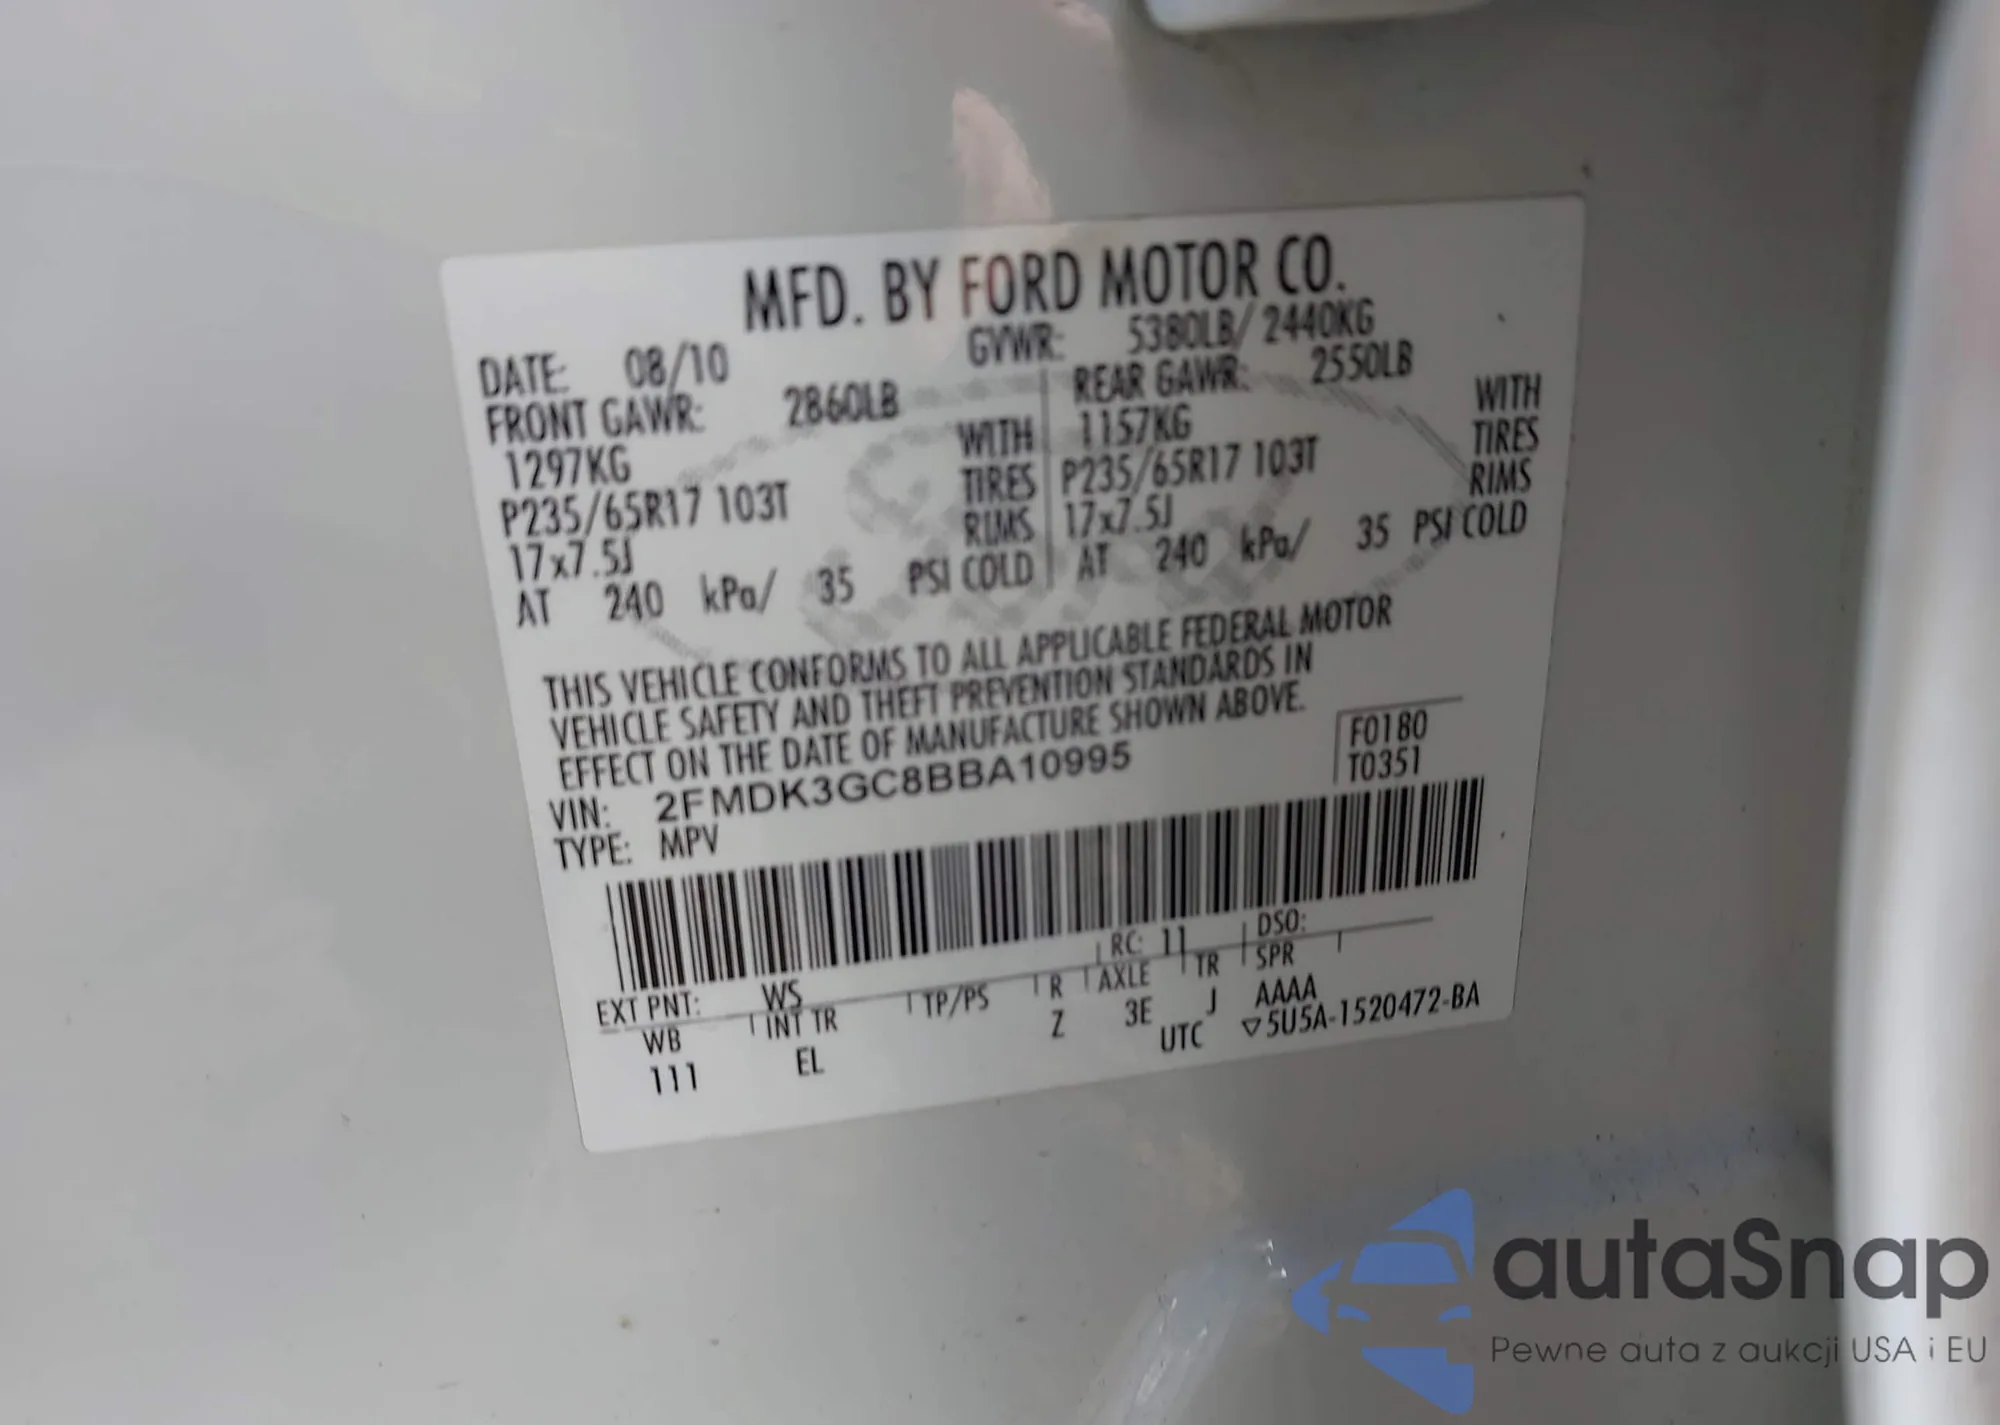 MFD. BY FORD MOTOR CO.
DATE: 08/10 GVWR: 5380LB/ 2440KG
FRONT GAWR: 2860LB REAR GAWR: 2550LB
1297KG WITH 1157KG WITH
P235/65R17 103T TIRES P235/65R17 103T TIRES
17x7.5J RIMS 17x7.5J RIMS
AT 240 kPa/ 35 PSI COLD AT 240 kPa/ 35 PSI COLD
THIS VEHICLE CONFORMS TO ALL APPLICABLE FEDERAL MOTOR
VEHICLE SAFETY AND THEFT PREVENTION STANDARDS IN
EFFECT ON THE DATE OF MANUFACTURE SHOWN ABOVE.
VIN: 2FMDK3GC8BBA10995
F0180
TYPE: MPV
T0351
EXT PNT: WS RC: 11 DSO:
WB INT TR TP/PS R AXLE TR SPR
111 EL Z 3E J AAAA
UTC ▽5U5A-1520472-BA
autaSnap
Pewne auta z aukcji USA i EU